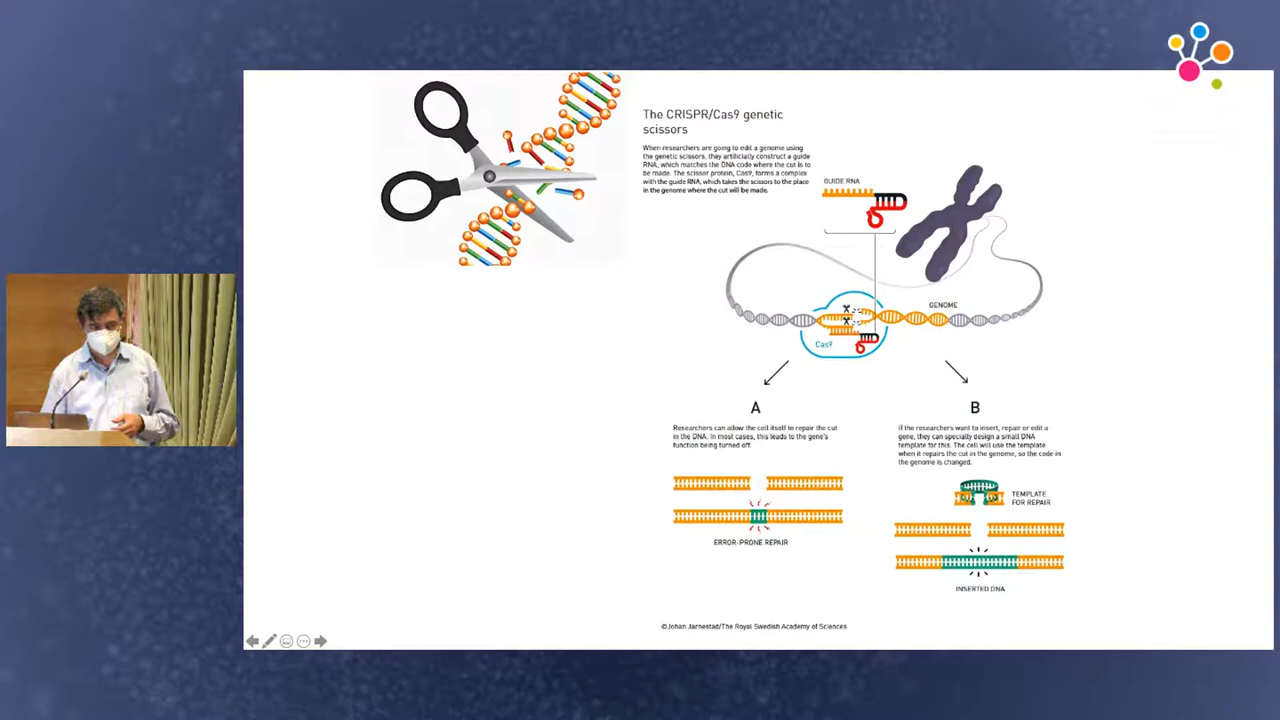 The CRISPR/Cas9 genetic
scissors
When researchers are going to edit a genome using
the genetic scissors, they artificially construct a guide
RNA, which matches the DNA code where the cut is to
be made. The scissor protein, Cas9, forms a complex
with the guide RNA, which takes the scissors to the place
in the genome where the cut will be made.
GUIDE RNA
GENOME
Cas9
A
Researchers can allow the cell itself to repair the cut
in the DNA. In most cases, this leads to the gene's
function being turned off.
ERROR-PRONE REPAIR
B
If the researchers want to insert, repair or edit a
gene, they can specially design a small DNA
template for this. The cell will use the template
when it repairs the cut in the genome, so the code in
the genome is changed.
TEMPLATE
FOR REPAIR
INSERTED DNA
©Johan Jarnestad/The Royal Swedish Academy of Sciences